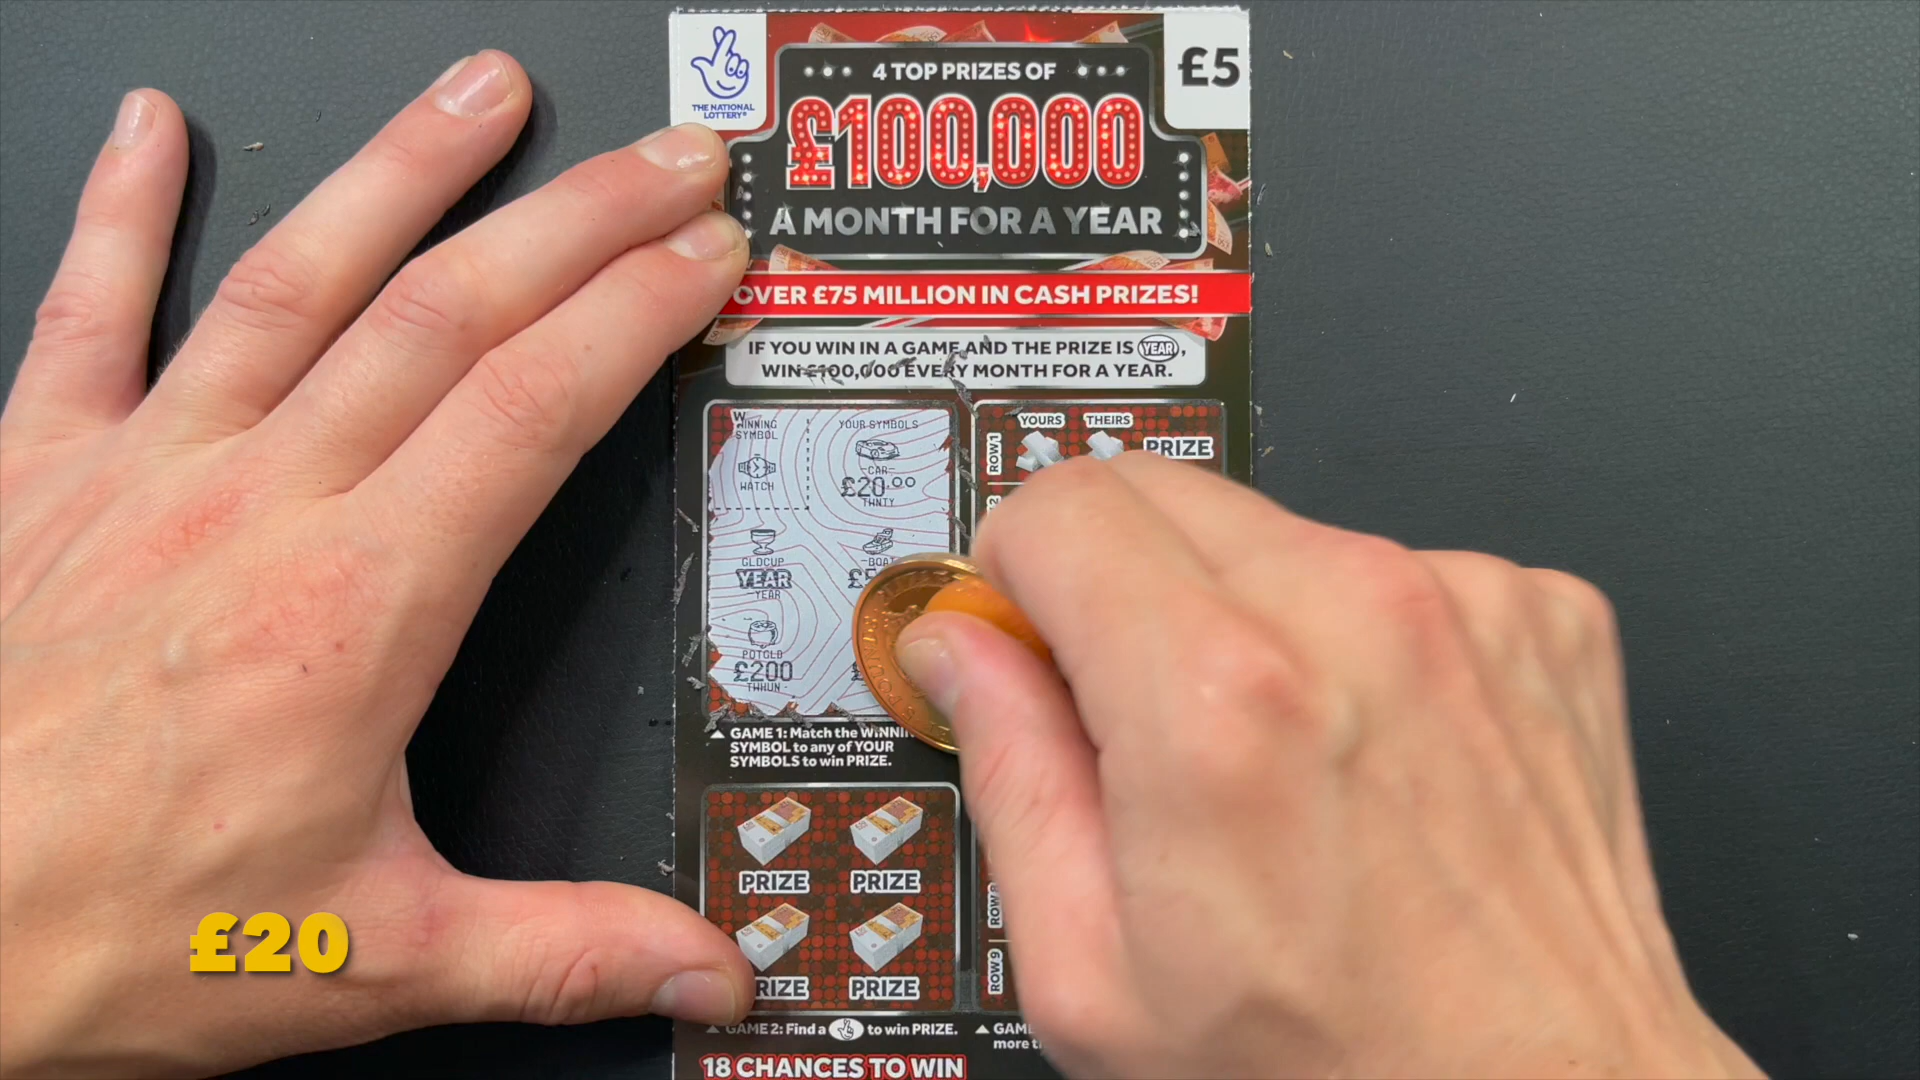 THE NATIONAL
LOTTERY®
£5
4 TOP PRIZES OF
£100,000
A MONTH FOR A YEAR
OVER £75 MILLION IN CASH PRIZES!
IF YOU WIN IN A GAME AND THE PRIZE IS YEAR,
WIN £100,000 EVERY MONTH FOR A YEAR.
WINNING
SYMBOL
WATCH
YOUR SYMBOLS
-CAR-
£20.00
TWNTY
GLDCUP
YEAR
-YEAR-
-BOAT
POTGLD
£200
TWHUN-
▲ GAME 1: Match the
SYMBOL to any of YOUR
SYMBOLS to win PRIZE.
YOURS THEIRS
ROW 1 PRIZE
PRIZE PRIZE
PRIZE PRIZE
ROW 9
▲ GAME 2: Find a to win PRIZE.
18 CHANCES TO WIN
£20